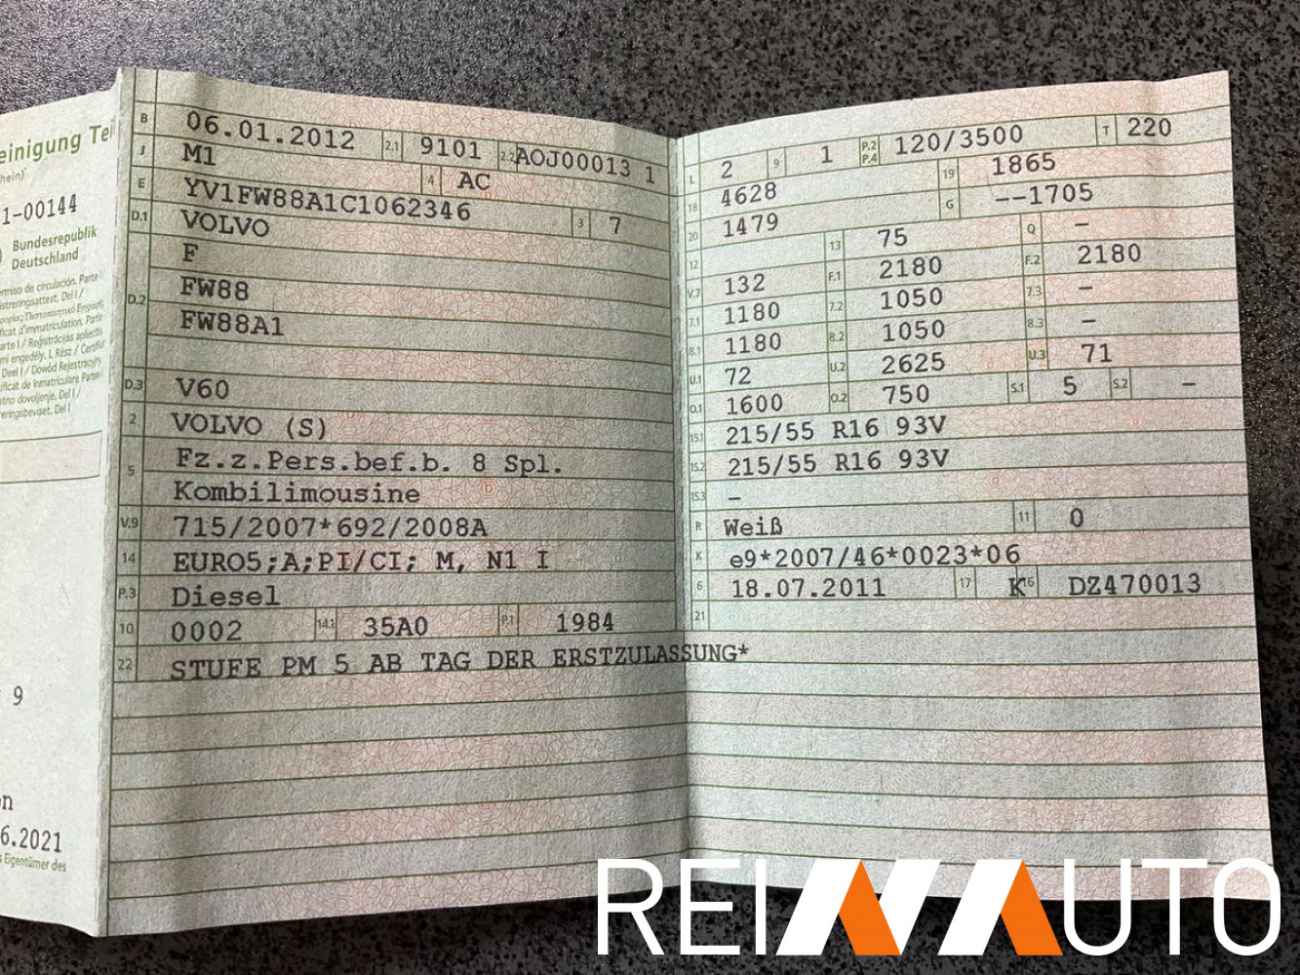 einigung Tei
hein)
1-00144
Bundesrepublik
Deutschland
9
6.2021
s Eigentümer des
B 06.01.2012 2.1 9101 2.2 AOJ00013 1
J M1 4 AC
E YV1FW88A1C1062346 3 7
D.1 VOLVO
F
D.2 FW88
FW88A1
D.3 V60
2 VOLVO (S)
5 Fz.z.Pers.bef.b. 8 Spl.
Kombilimousine
V.9 715/2007*692/2008A
14 EURO5;A;PI/CI; M, N1 I
P.3 Diesel
10 0002 14.1 35A0 P.1 1984
22 STUFE PM 5 AB TAG DER ERSTZULASSUNG*
L 2 9 1 P.2 P.4 120/3500 T 220
18 4628 19 1865
20 1479 G --1705
12 13 75 Q -
V.7 132 F.1 2180 F.2 2180
7.1 1180 7.2 1050 7.3 -
8.1 1180 8.2 1050 8.3 -
U.1 72 U.2 2625 U.3 71
O.1 1600 O.2 750 S.1 5 S.2 -
15.1 215/55 R16 93V
15.2 215/55 R16 93V
15.3 -
R Weiß 11 0
K e9*2007/46*0023*06
6 18.07.2011 17 K 16 DZ470013
21
REINAUTO